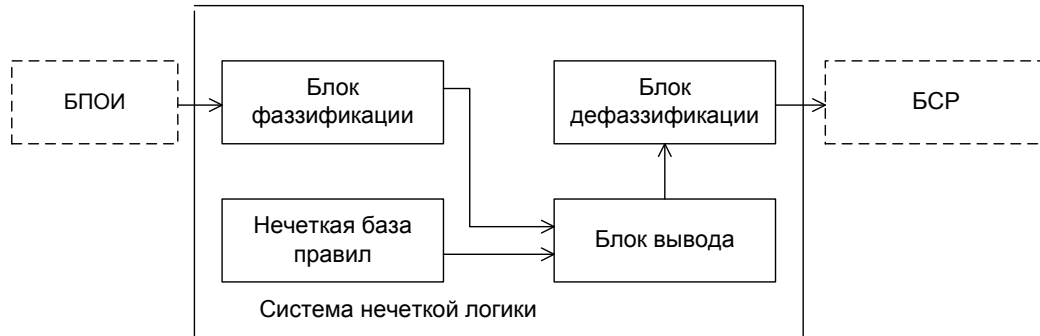 БПОИ
Блок
фаззификации
Блок
дефаззификации
БСР
Нечеткая база
правил
Блок вывода
Система нечеткой логики